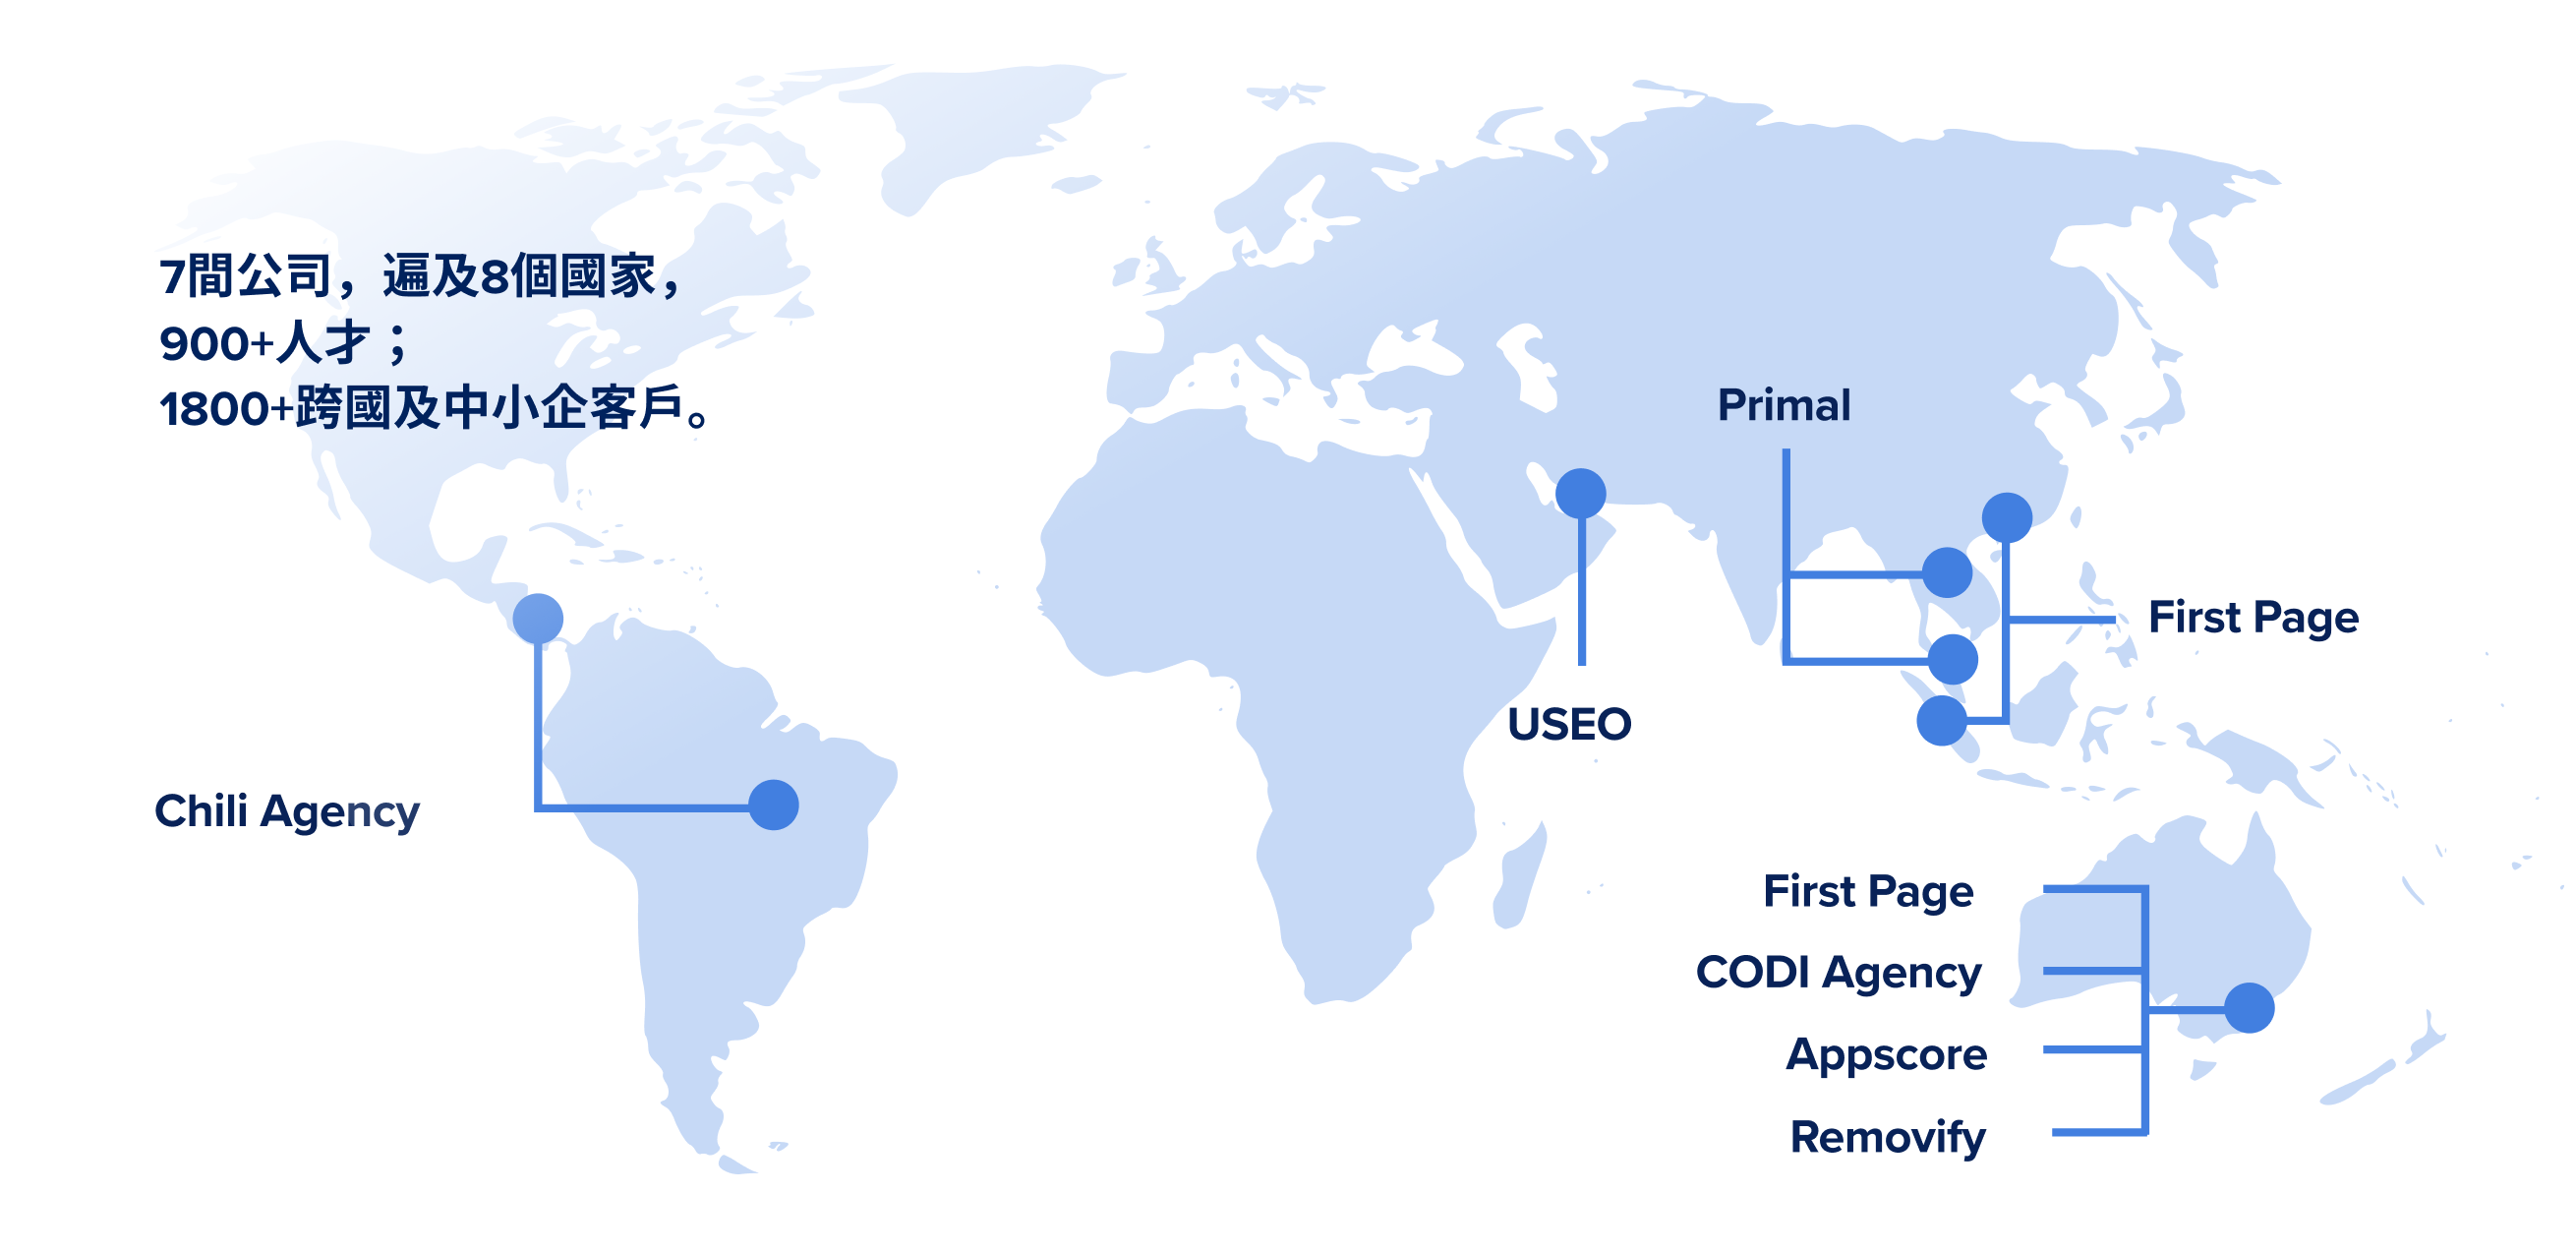 7間公司，遍及8個國家，
900+人才；
1800+跨國及中小企客戶。
Primal
First Page
USEO
Chili Agency
First Page
CODI Agency
Appscore
Removify